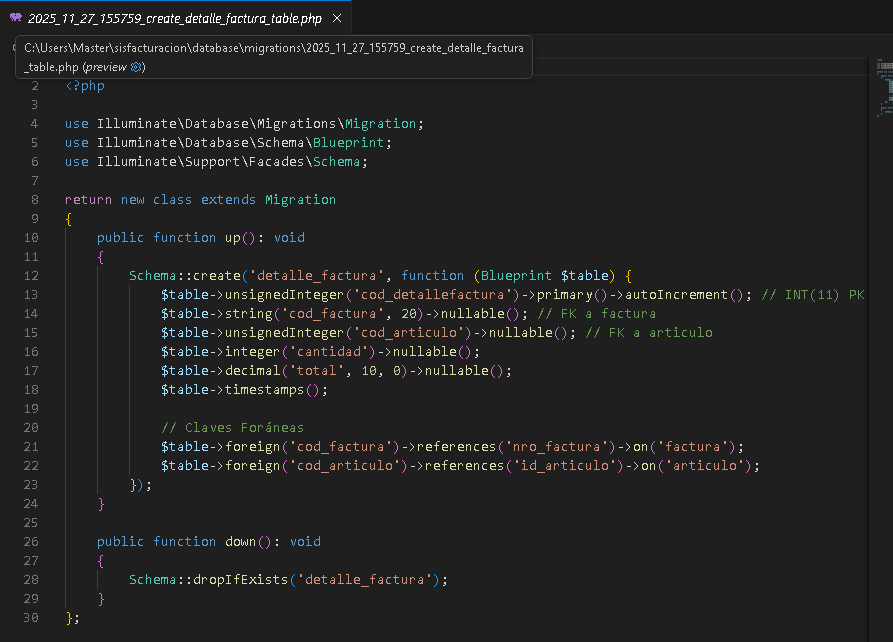 2025_11_27_155759_create_detalle_factura_table.php
C:\Users\Master\sisfacturacion\database\migrations\2025_11_27_155759_create_detalle_factura
_table.php (preview)
2 <?php
3
4 use Illuminate\Database\Migrations\Migration;
5 use Illuminate\Database\Schema\Blueprint;
6 use Illuminate\Support\Facades\Schema;
7
8 return new class extends Migration
9 {
10 public function up(): void
11 {
12 Schema::create('detalle_factura', function (Blueprint $table) {
13 $table->unsignedInteger('cod_detallefactura')->primary()->autoIncrement(); // INT(11) PK
14 $table->string('cod_factura', 20)->nullable(); // FK a factura
15 $table->unsignedInteger('cod_articulo')->nullable(); // FK a articulo
16 $table->integer('cantidad')->nullable();
17 $table->decimal('total', 10, 0)->nullable();
18 $table->timestamps();
19
20 // Claves Foráneas
21 $table->foreign('cod_factura')->references('nro_factura')->on('factura');
22 $table->foreign('cod_articulo')->references('id_articulo')->on('articulo');
23 });
24 }
25
26 public function down(): void
27 {
28 Schema::dropIfExists('detalle_factura');
29 }
30 };